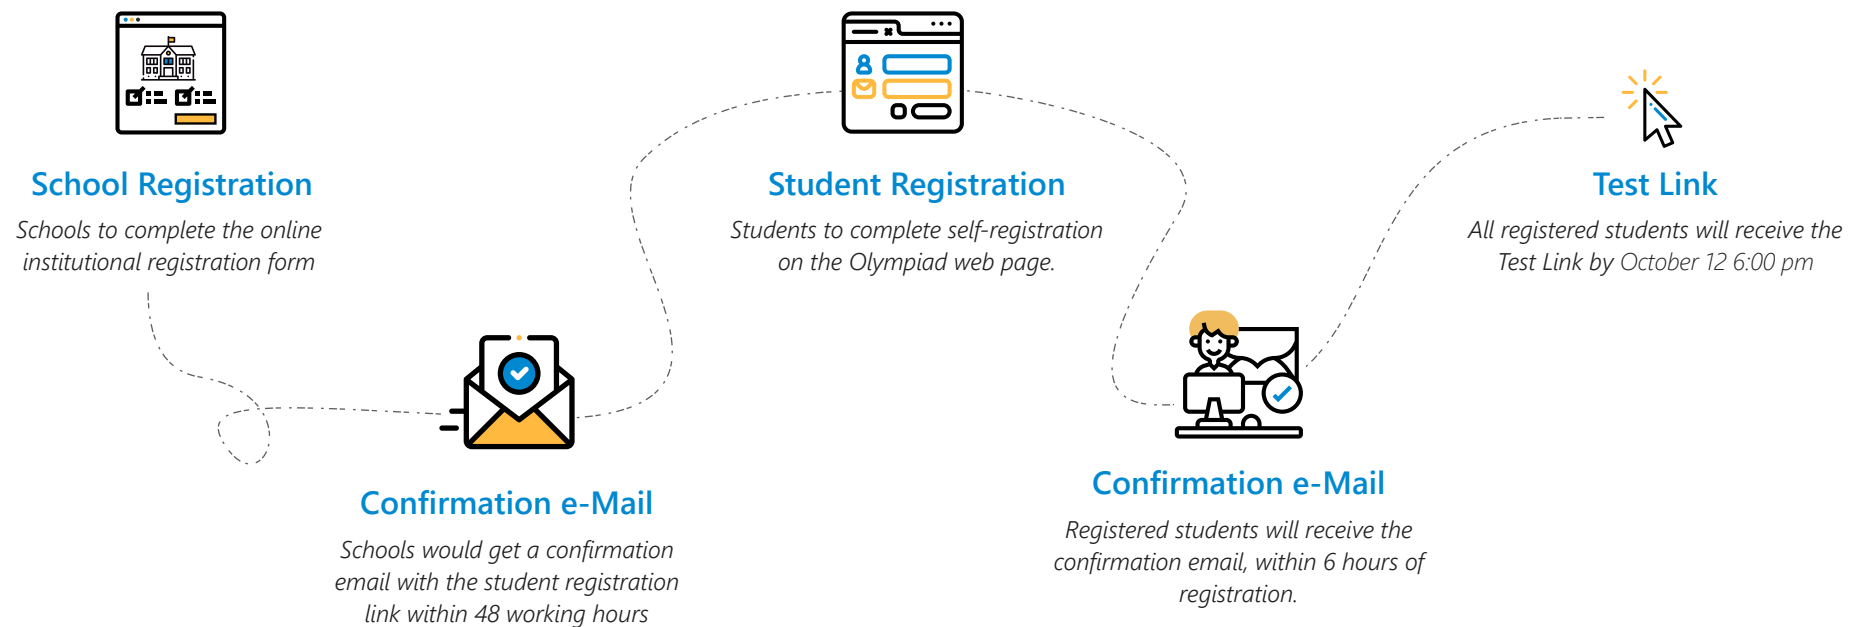 School Registration
Schools to complete the online
institutional registration form
Confirmation e-Mail
Schools would get a confirmation
email with the student registration
link within 48 working hours
Student Registration
Students to complete self-registration
on the Olympiad web page.
Confirmation e-Mail
Registered students will receive the
confirmation email, within 6 hours of
registration.
Test Link
All registered students will receive the
Test Link by October 12 6:00 pm